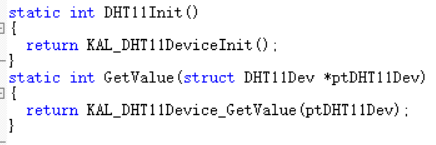 static int DHT11Init()
{
  return KAL_DHT11DeviceInit();
}
static int GetValue(struct DHT11Dev *ptDHT11Dev)
{
  return KAL_DHT11Device_GetValue(ptDHT11Dev);
}